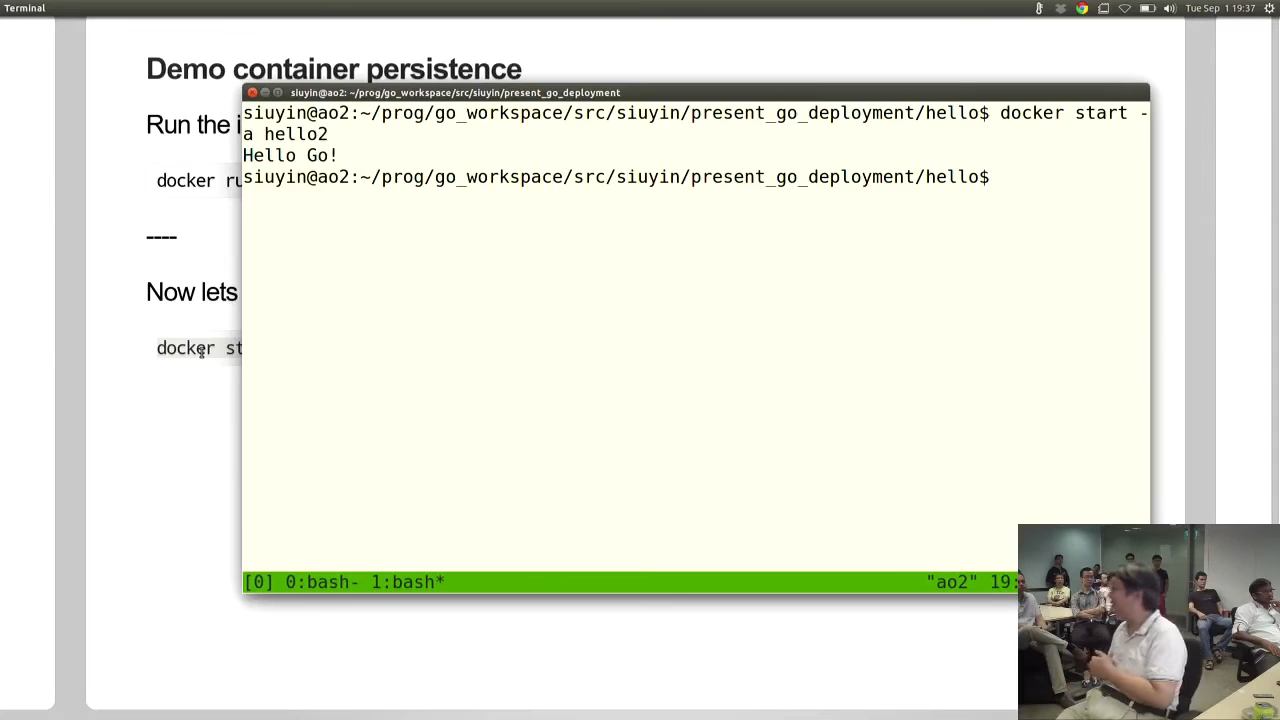 Terminal
Tue Sep 1 19:37
Demo container persistence
siuyin@ao2: ~/prog/go_workspace/src/siuyin/present_go_deployment
Run the i
siuyin@ao2:~/prog/go_workspace/src/siuyin/present_go_deployment/hello$ docker start -
a hello2
Hello Go!
docker ru
siuyin@ao2:~/prog/go_workspace/src/siuyin/present_go_deployment/hello$
----
Now lets
docker st
[0] 0:bash- 1:bash*
"ao2" 19: